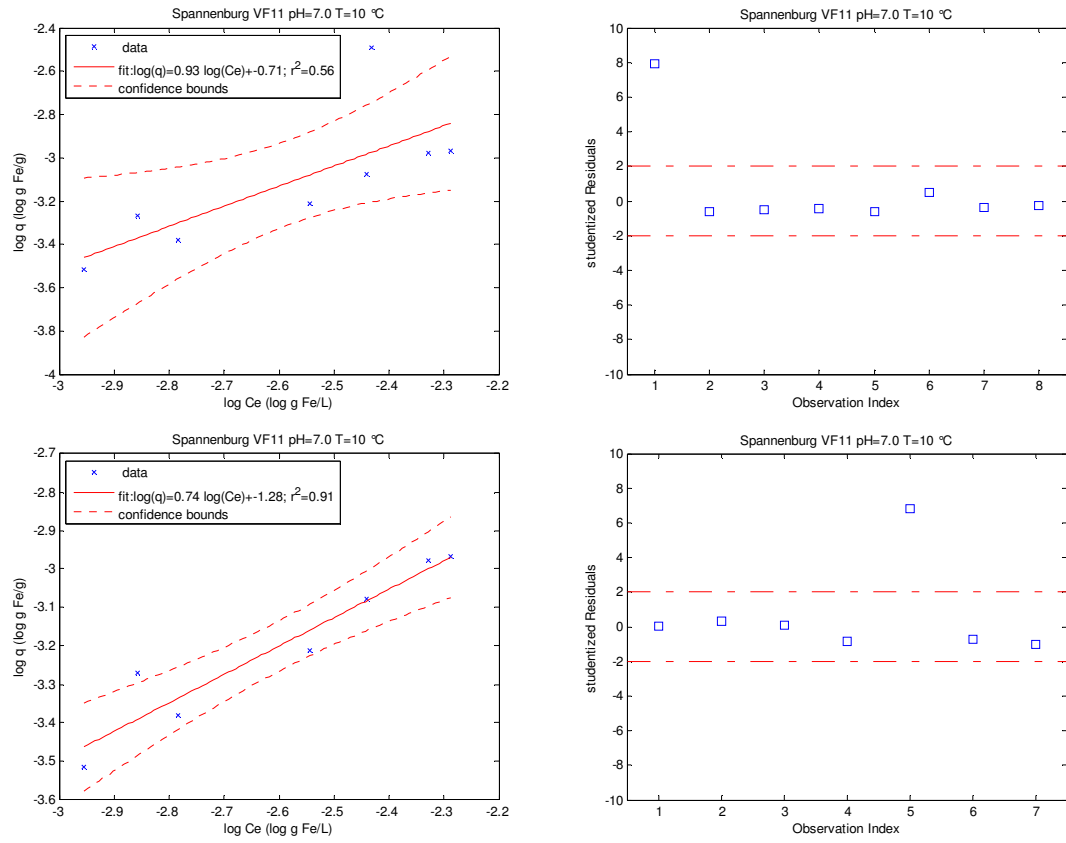 Spannenburg VF11 pH=7.0 T=10 °C
data
fit:log(q)=0.93 log(Ce)+-0.71; r²=0.56
confidence bounds
-2.4
-2.6
-2.8
-3
-3.2
-3.4
-3.6
-3.8
-4
log q (log g Fe/g)
-3 -2.9 -2.8 -2.7 -2.6 -2.5 -2.4 -2.3 -2.2
log Ce (log g Fe/L)
Spannenburg VF11 pH=7.0 T=10 °C
10
8
6
4
2
0
-2
-4
-6
-8
-10
studentized Residuals
1 2 3 4 5 6 7 8
Observation Index
Spannenburg VF11 pH=7.0 T=10 °C
data
fit:log(q)=0.74 log(Ce)+-1.28; r²=0.91
confidence bounds
-2.7
-2.8
-2.9
-3
-3.1
-3.2
-3.3
-3.4
-3.5
-3.6
log q (log g Fe/g)
-3 -2.9 -2.8 -2.7 -2.6 -2.5 -2.4 -2.3 -2.2
log Ce (log g Fe/L)
Spannenburg VF11 pH=7.0 T=10 °C
10
8
6
4
2
0
-2
-4
-6
-8
-10
studentized Residuals
1 2 3 4 5 6 7
Observation Index